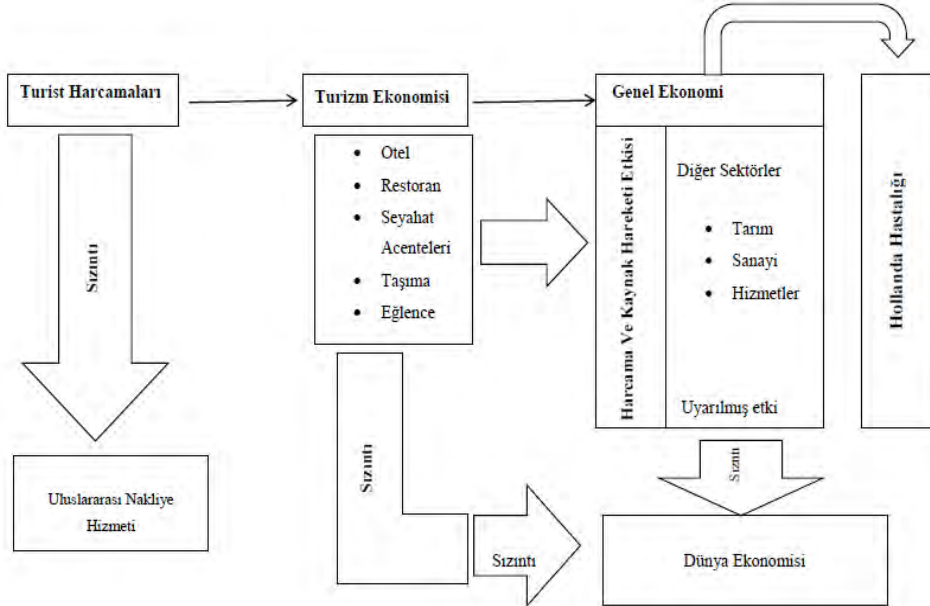 Turist Harcamaları
Turizm Ekonomisi
Genel Ekonomi
• Otel
• Restoran
• Seyahat
Acenteleri
• Taşıma
• Eğlence
Harcama Ve Kaynak Hareketi Etkisi
Diğer Sektörler
• Tarım
• Sanayi
• Hizmetler
Uyarılmış etki
Hollanda Hastalığı
Sızıntı
Uluslararası Nakliye
Hizmeti
Sızıntı
Sızıntı
Sızıntı
Dünya Ekonomisi